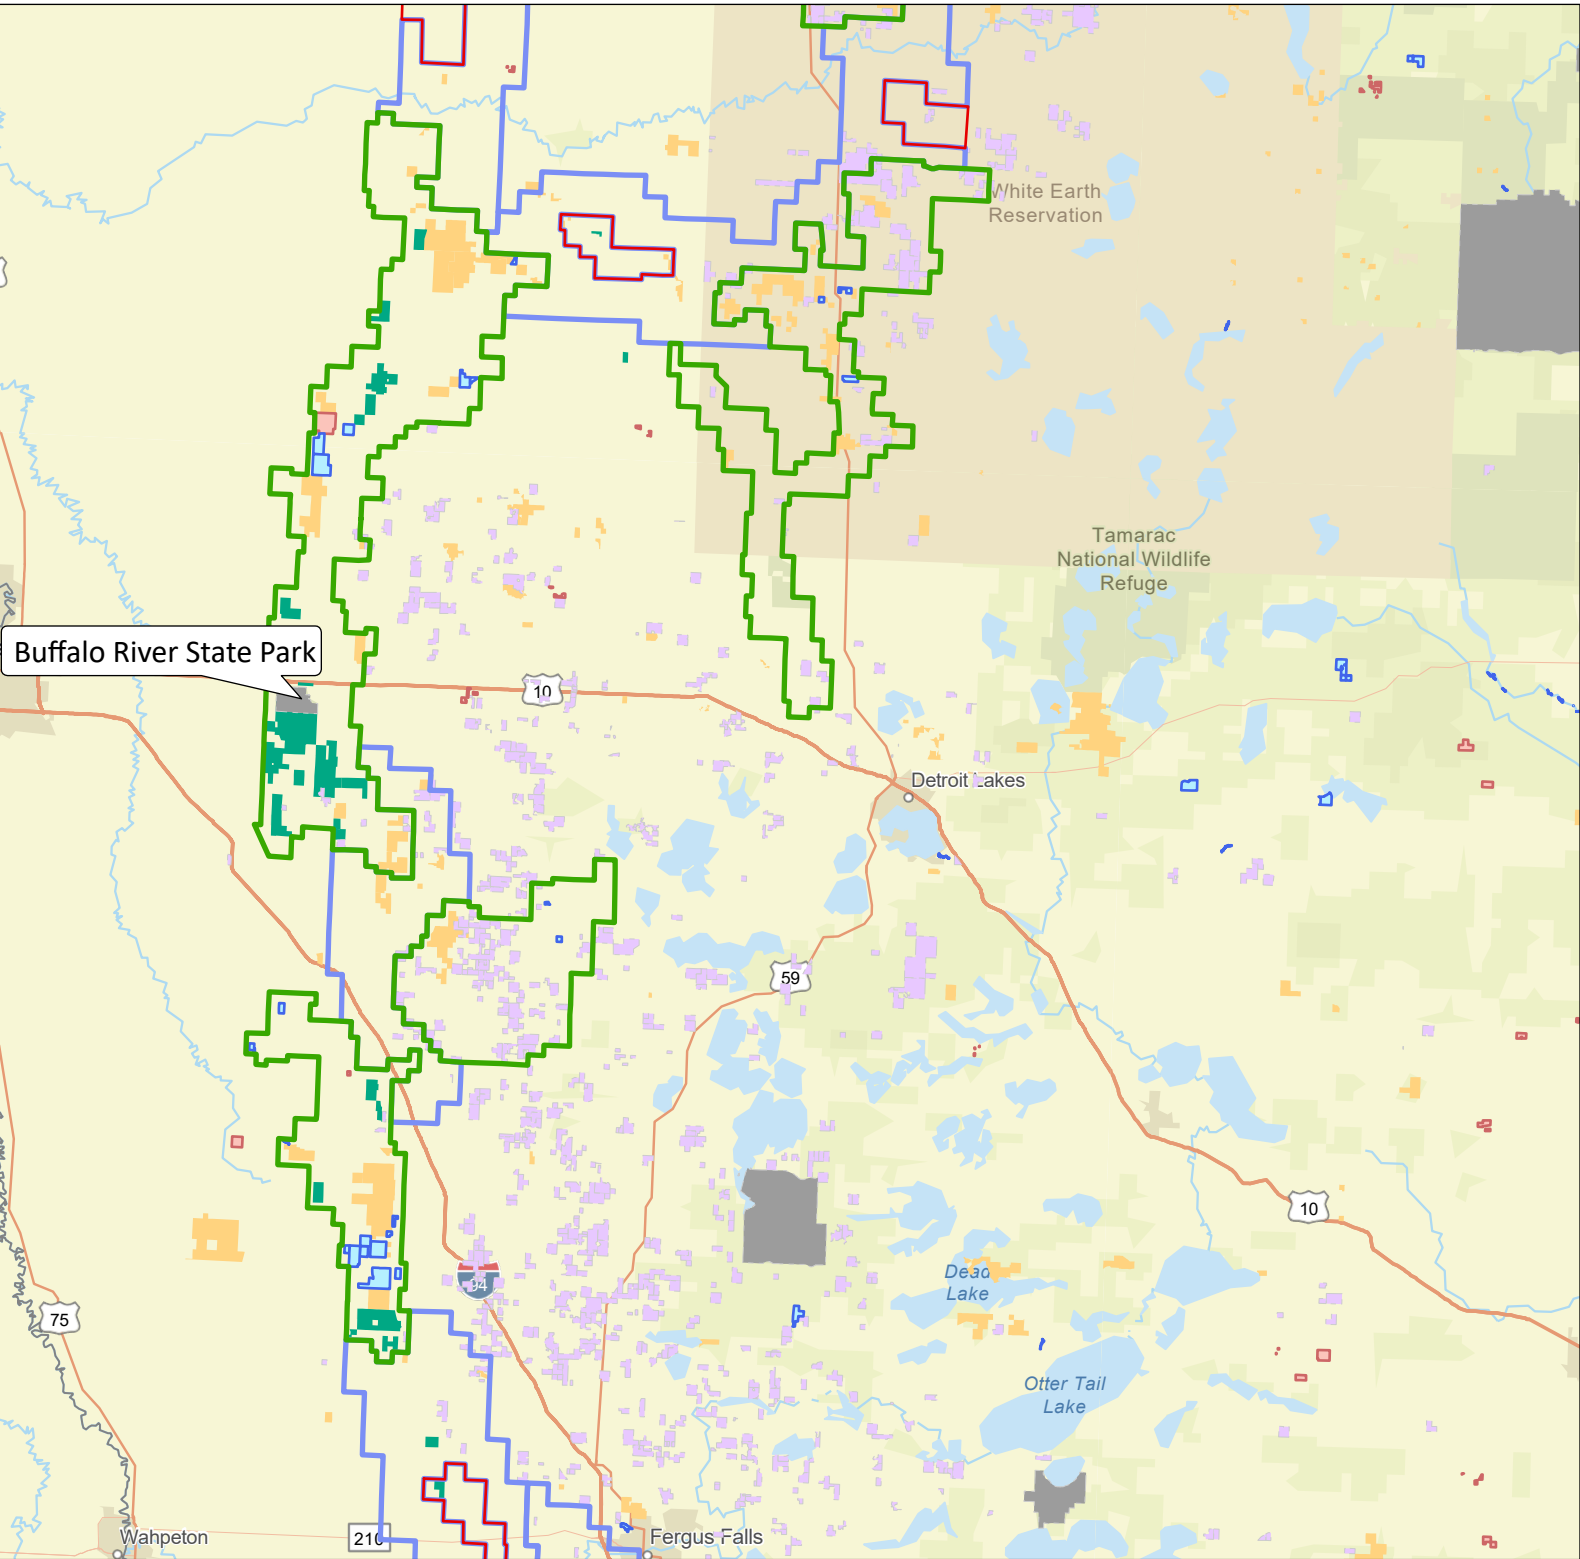 White Earth
Reservation
Tamarac
National Wildlife
Refuge
Buffalo River State Park
10
Detroit Lakes
59
10
94
Dead
Lake
75
Otter Tail
Lake
Wahpeton
210
Fergus Falls